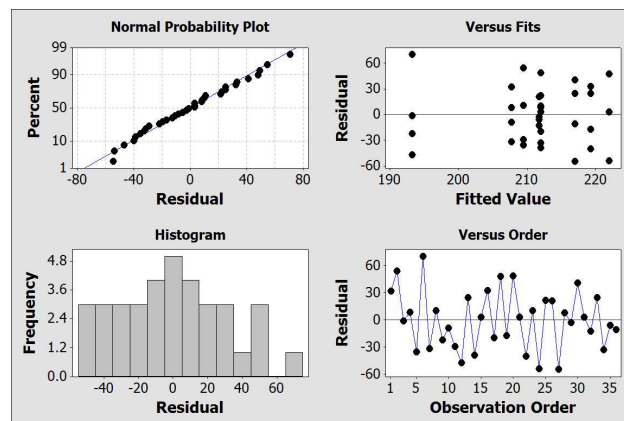 Normal Probability Plot
99
90
50
10
1
Percent
-80 -40 0 40 80
Residual
Versus Fits
60
30
0
-30
-60
Residual
190 200 210 220
Fitted Value
Histogram
4.8
3.6
2.4
1.2
0.0
Frequency
-40 -20 0 20 40 60
Residual
Versus Order
60
30
0
-30
-60
Residual
1 5 10 15 20 25 30 35
Observation Order